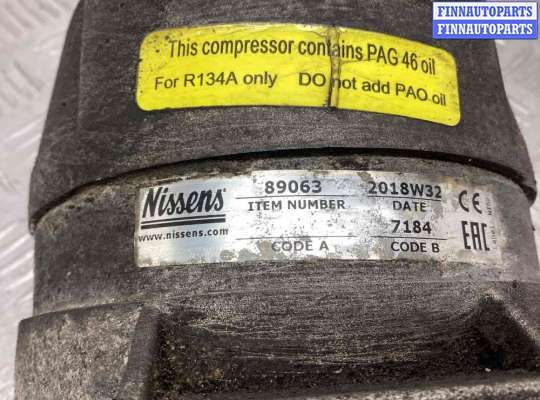 FINNAUTOPARTS
FINNAUTOPARTS
FINNAUTOPARTS
This compressor contains PAG 46 oil
For R134A only DO not add PAO oil
Nissens®
www.nissens.com
89063 2018W32
ITEM NUMBER DATE
7184
CODE A CODE B
CE
EAC